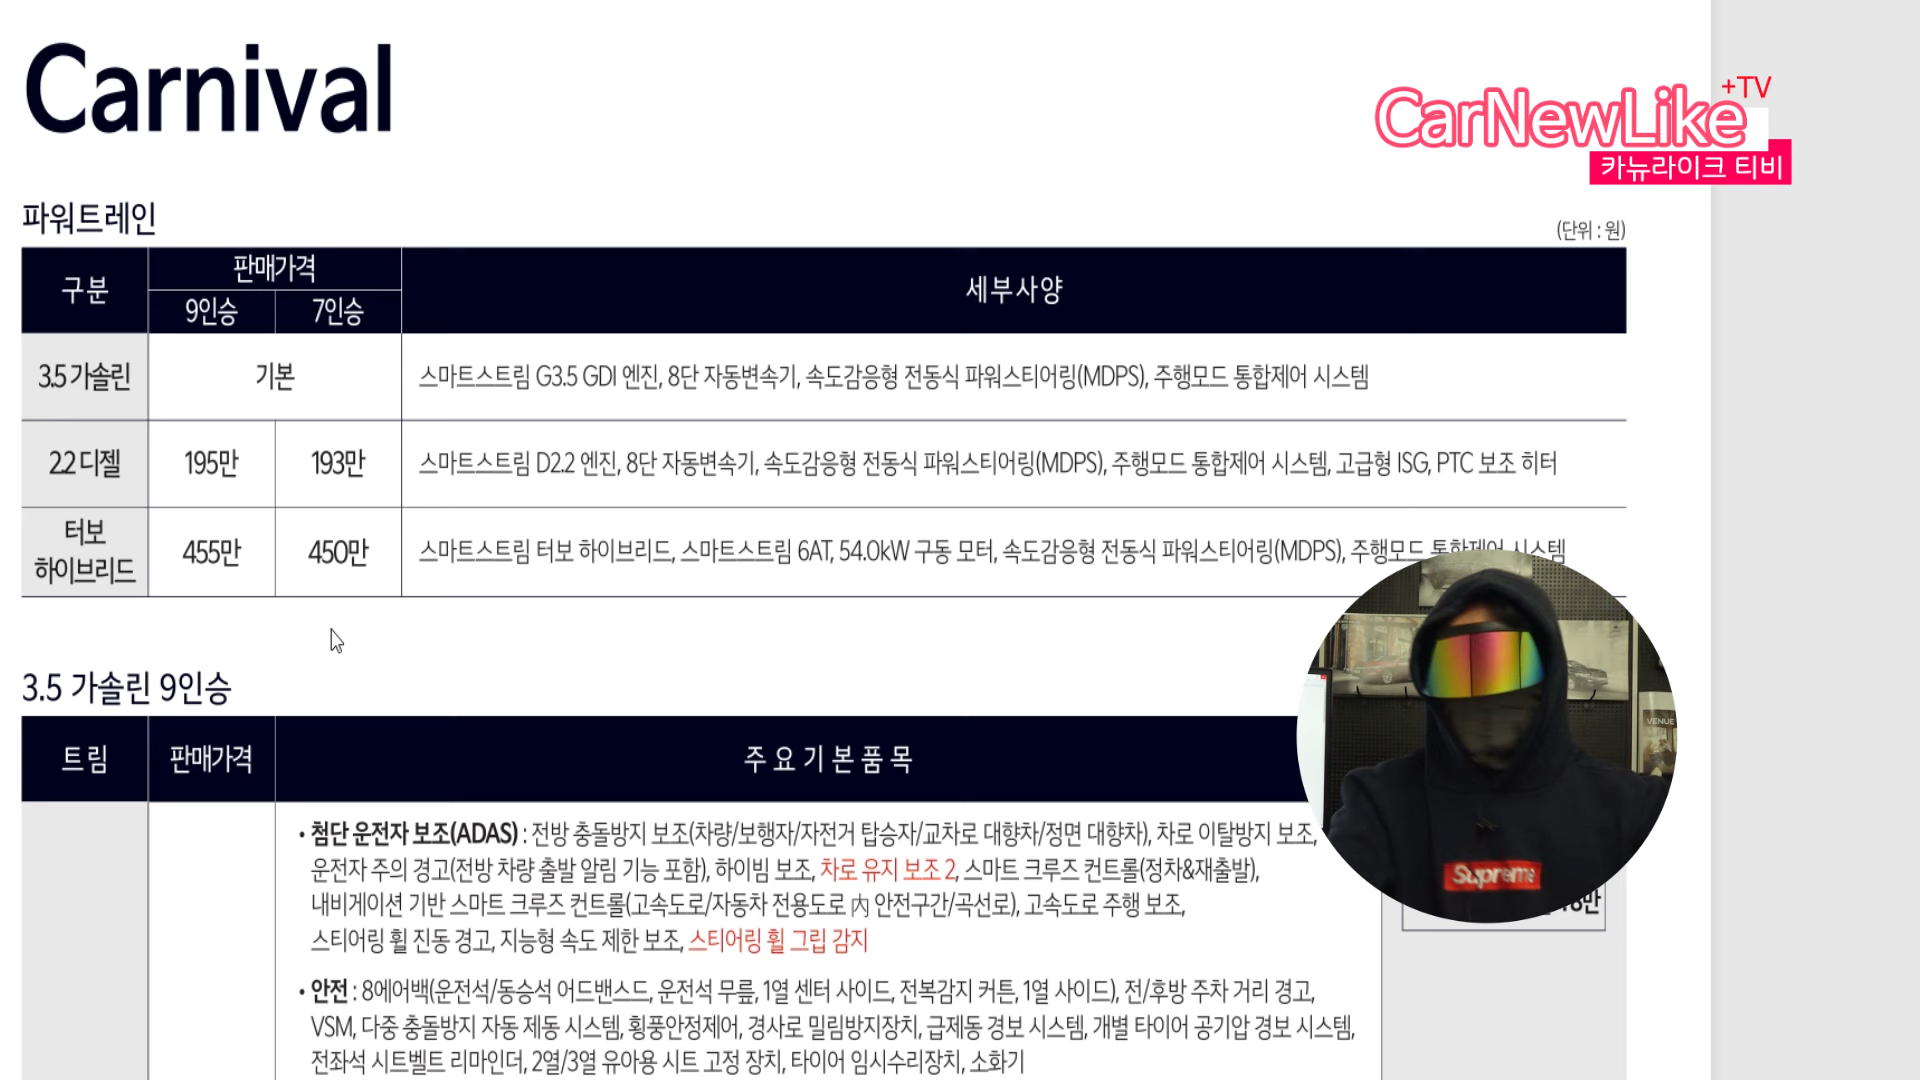 Carnival
+TV
CarNewLike
카뉴라이크 티비
파워트레인
(단위 : 원)
구분
판매가격
9인승
7인승
세부사양
3.5 가솔린
기본
스마트스트림 G3.5 GDI 엔진, 8단 자동변속기, 속도감응형 전동식 파워스티어링(MDPS), 주행모드 통합제어 시스템
2.2 디젤
195만
193만
스마트스트림 D2.2 엔진, 8단 자동변속기, 속도감응형 전동식 파워스티어링(MDPS), 주행모드 통합제어 시스템, 고급형 ISG, PTC 보조 히터
터보
하이브리드
455만
450만
스마트스트림 터보 하이브리드, 스마트스트림 6AT, 54.0kW 구동 모터, 속도감응형 전동식 파워스티어링(MDPS), 주행모드 통합제어 시스템
3.5 가솔린 9인승
트림
판매가격
주요기본품목
• 첨단 운전자 보조(ADAS) : 전방 충돌방지 보조(차량/보행자/자전거 탑승자/교차로 대향차/정면 대향차), 차로 이탈방지 보조,
운전자 주의 경고(전방 차량 출발 알림 기능 포함), 하이빔 보조, 차로 유지 보조 2, 스마트 크루즈 컨트롤(정차&재출발),
내비게이션 기반 스마트 크루즈 컨트롤(고속도로/자동차 전용도로 內 안전구간/곡선로), 고속도로 주행 보조,
스티어링 휠 진동 경고, 지능형 속도 제한 보조, 스티어링 휠 그립 감지
• 안전 : 8에어백(운전석/동승석 어드밴스드, 운전석 무릎, 1열 센터 사이드, 전복감지 커튼, 1열 사이드), 전/후방 주차 거리 경고,
VSM, 다중 충돌방지 자동 제동 시스템, 횡풍안정제어, 경사로 밀림방지장치, 급제동 경보 시스템, 개별 타이어 공기압 경보 시스템,
전좌석 시트벨트 리마인더, 2열/3열 유아용 시트 고정 장치, 타이어 임시수리장치, 소화기
VENUE
Supreme